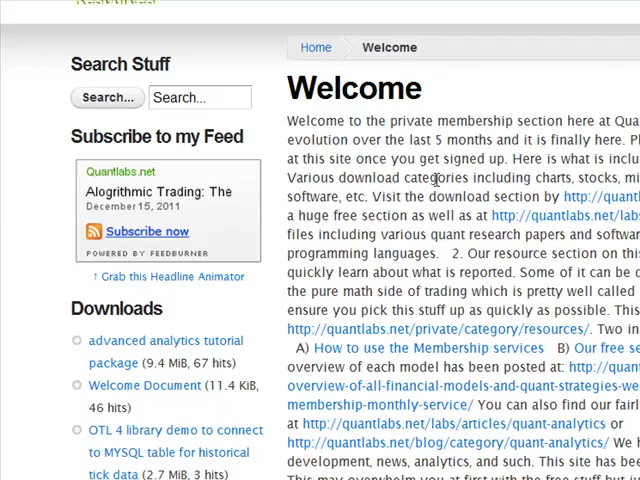 Resources
Home
Welcome
Search Stuff
Search...
Search...
Subscribe to my Feed
Quantlabs.net
Alogrithmic Trading: The
December 15, 2011
Subscribe now
POWERED BY FEEDBURNER
↑ Grab this Headline Animator
Downloads
advanced analytics tutorial
package (9.4 MiB, 67 hits)
Welcome Document (11.4 KiB,
46 hits)
OTL 4 library demo to connect
to MYSQL table for historical
tick data (2.7 MiB, 3 hits)
Welcome
Welcome to the private membership section here at Qua
evolution over the last 5 months and it is finally here. Pl
at this site once you get signed up. Here is what is inclu
Various download categories including charts, stocks, mi
software, etc. Visit the download section by http://quant
a huge free section as well as at http://quantlabs.net/labs
files including various quant research papers and softwar
programming languages. 2. Our resource section on this
quickly learn about what is reported. Some of it can be d
the pure math side of trading which is pretty well called
ensure you pick this stuff up as quickly as possible. This
http://quantlabs.net/private/category/resources/. Two in
A) How to use the Membership services B) Our free se
overview of each model has been posted at: http://quan
overview-of-all-financial-models-and-quant-strategies-we
membership-monthly-service/ You can also find our fairl
at http://quantlabs.net/labs/articles/quant-analytics or
http://quantlabs.net/blog/category/quant-analytics/ We h
development, news, analytics, and such. This site has bee
This may overwhelm you at first with the free stuff but ju